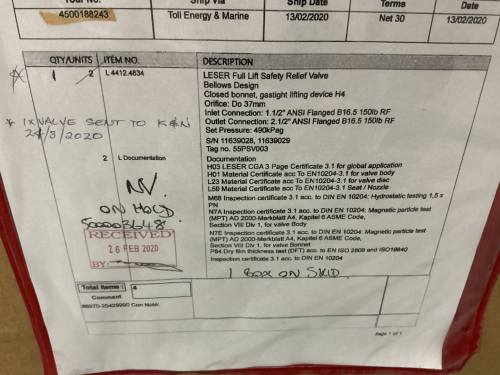 Your No. Ship Via Ship Date Terms Date
4500188243 Toll Energy & Marine 13/02/2020 Net 30 13/02/2020
QTY/UNITS ITEM NO. DESCRIPTION
1 2 L 4412.4834 LESER Full Lift Safety Relief Valve
Bellows Design
Closed bonnet, gastight lifting device H4
Orifice: Do 37mm
Inlet Connection: 1.1/2" ANSI Flanged B16.5 150lb RF
Outlet Connection: 2.1/2" ANSI Flanged B16.5 150lb RF
Set Pressure: 490kPag
* 1X VALVE SENT TO K&N
24/3/2020
S/N 11639028, 11639029
Tag no. 55PSV003
2 L Documentation Documentation
H03 LESER CGA 3 Page Certificate 3.1 for global application
H01 Material Certificate acc To EN10204-3.1 for valve body
L23 Material Certificate acc To EN10204-3.1 for valve disc
L59 Material Certificate acc To EN10204-3.1 Seat / Nozzle
M68 Inspection certificate 3.1 acc. to DIN EN 10204: Hydrostatic testing 1,5 x
PN
N7A Inspection certificate 3.1 acc. to DIN EN 10204: Magnetic particle test
(MPT) AD 2000-Merkblatt A4, Kapitel 6 ASME Code,
Section VIII Div 1, for valve Body
N7E Inspection certificate 3.1 acc. to DIN EN 10204: Magnetic particle test
(MPT) AD 2000-Merkblatt A4, Kapitel 6 ASME Code,
Section VIII Div 1, for valve Bonnet
P84 Dry film thickness test (DFT) acc. to EN ISO 2808 and ISO19840
Inspection certificate 3.1 acc. to DIN EN 10204
NV
ON HOLD
RECEIVED
26 FEB 2020
BY:
1 BOX ON SKID.
Total Items: 4
Comment
Con Note:
Page 1 of 1